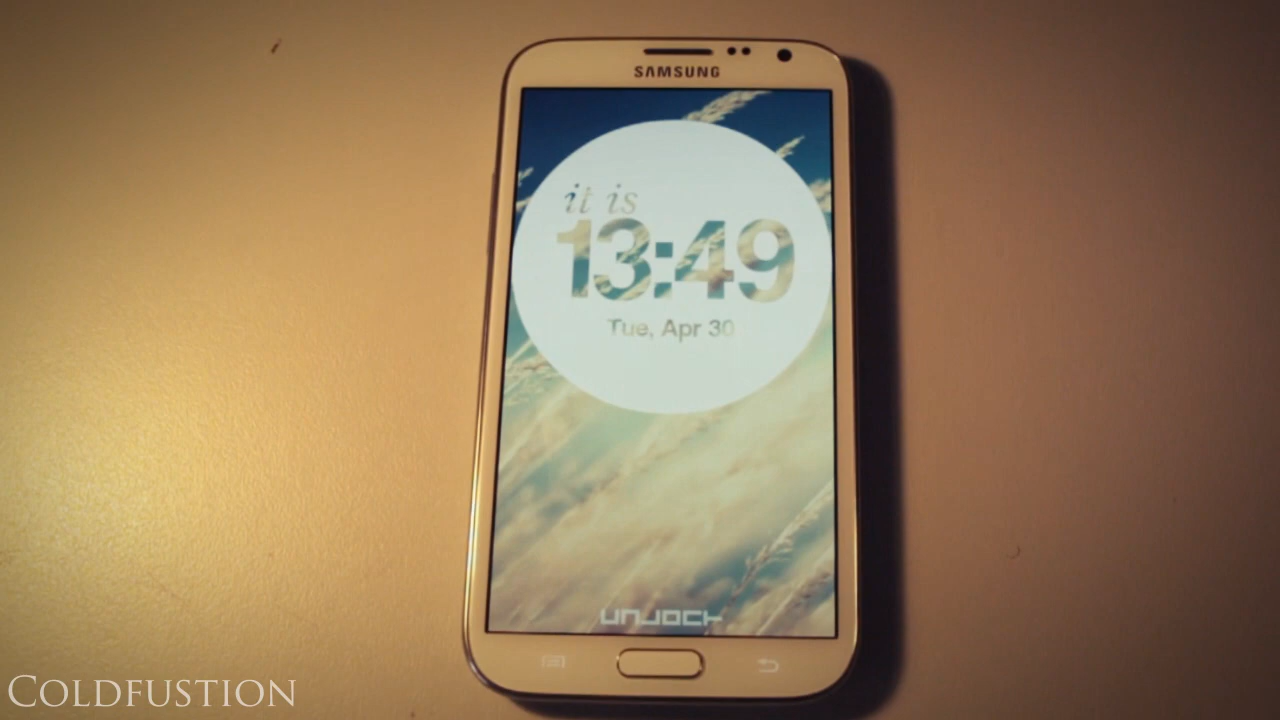 SAMSUNG
it is
13:49
Tue, Apr 30
UNLOCK
COLDFUSTION